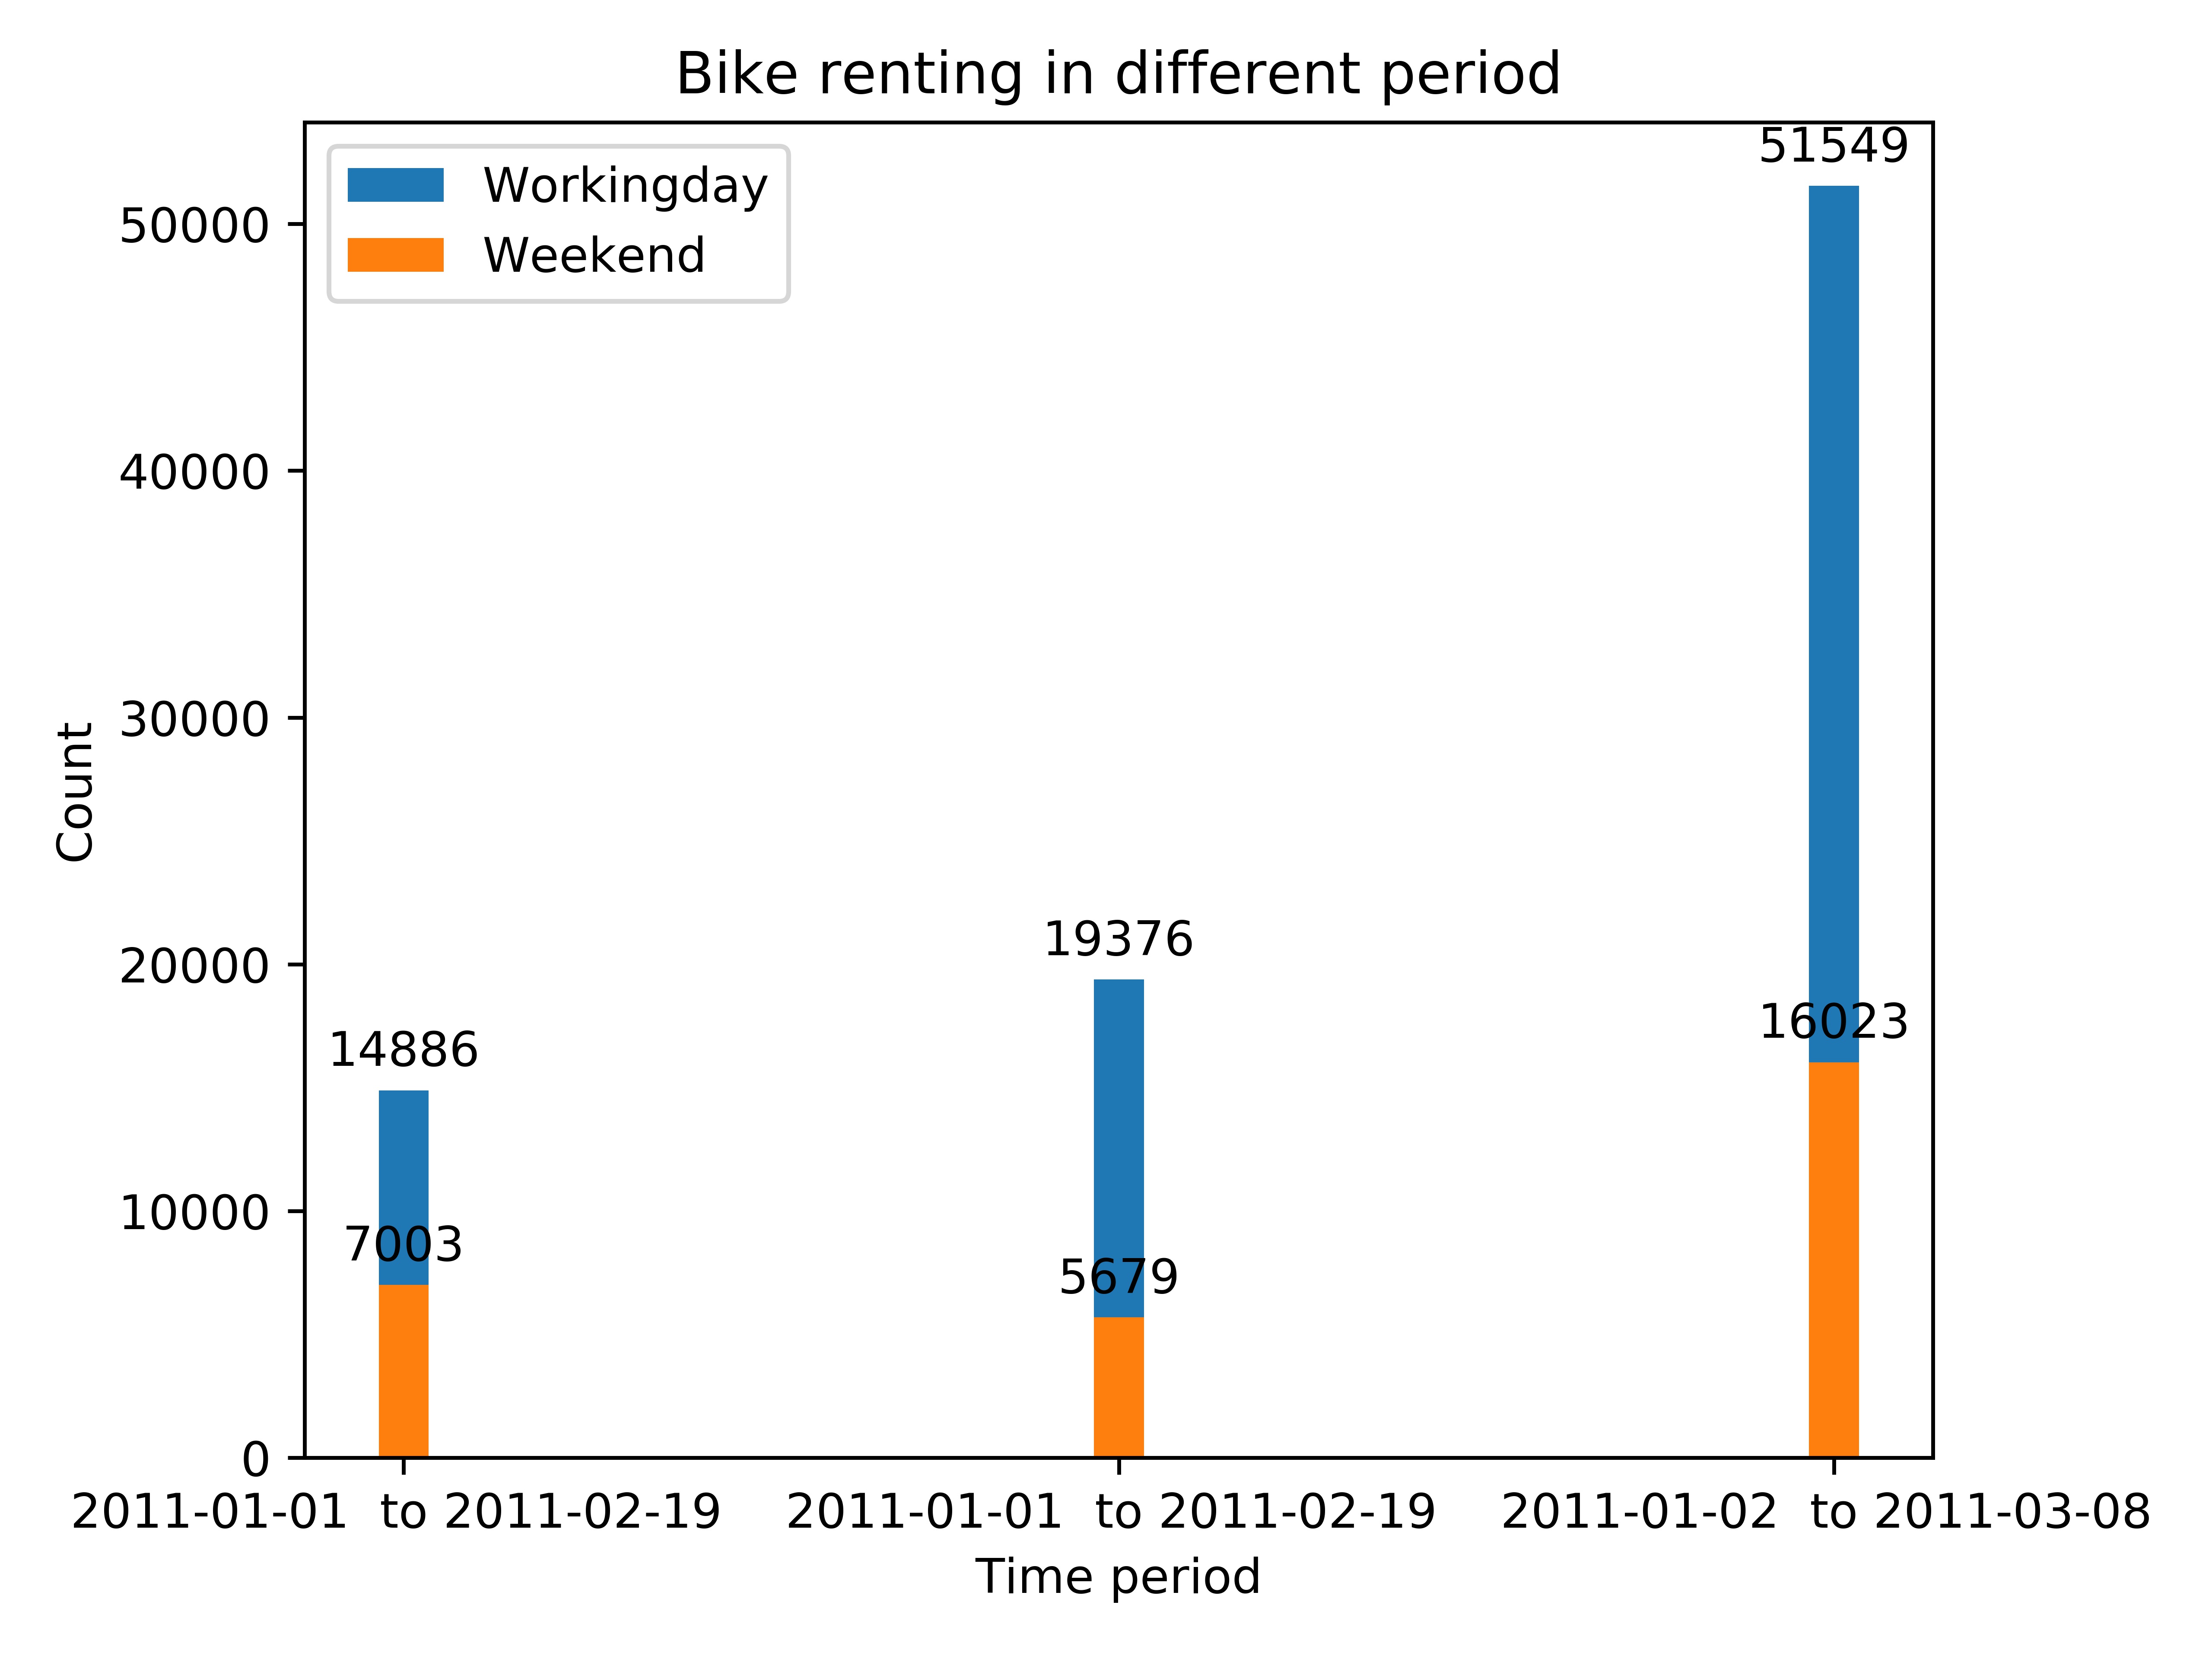 Bike renting in different period
Workingday
Weekend
51549
50000
40000
30000
20000
10000
0
Count
19376
16023
14886
7003
5679
2011-01-01  to 2011-02-19
2011-01-01  to 2011-02-19
2011-01-02  to 2011-03-08
Time period